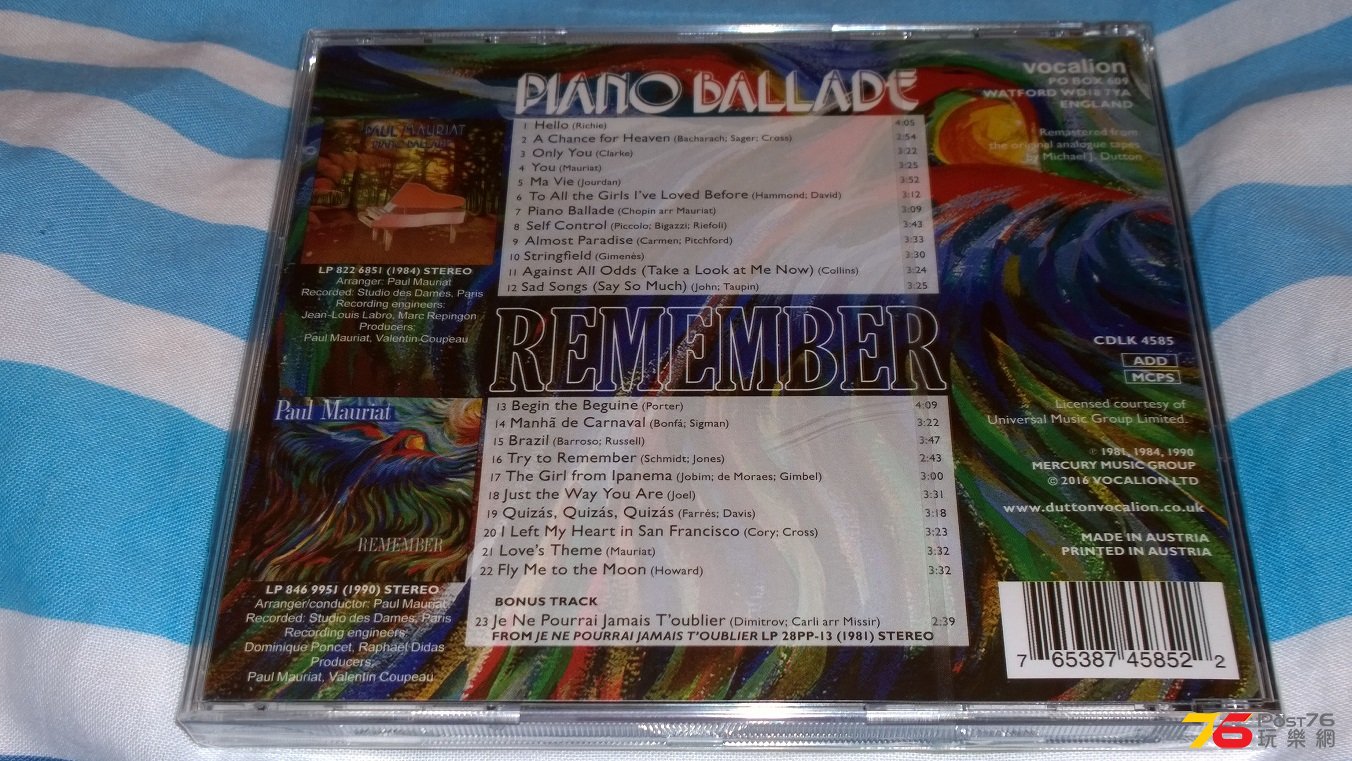 PIANO BALLADE
PAUL MAURIAT
PIANO BALLADE
LP 822 6851 (1984) STEREO
Arranger: Paul Mauriat
Recorded: Studio des Dames, Paris
Recording engineers:
Jean-Louis Labro, Marc Repingon
Producers:
Paul Mauriat, Valentin Coupeau
1 Hello (Richie) 4:05
2 A Chance for Heaven (Bacharach; Sager; Cross) 2:54
3 Only You (Clarke) 3:22
4 You (Mauriat) 3:25
5 Ma Vie (Jourdan) 3:52
6 To All the Girls I've Loved Before (Hammond; David) 3:12
7 Piano Ballade (Chopin arr Mauriat) 3:09
8 Self Control (Piccolo; Bigazzi; Riefoli) 3:43
9 Almost Paradise (Carmen; Pitchford) 3:33
10 Stringfield (Gimenès) 3:30
11 Against All Odds (Take a Look at Me Now) (Collins) 3:24
12 Sad Songs (Say So Much) (John; Taupin) 3:25
vocalion
PO BOX 609
WATFORD WD18 7YA
ENGLAND
Remastered from
the original analogue tapes
by Michael J. Dutton
REMEMBER
Paul Mauriat
REMEMBER
LP 846 9951 (1990) STEREO
Arranger/conductor: Paul Mauriat
Recorded: Studio des Dames, Paris
Recording engineers:
Dominique Poncet, Raphaël Didas
Producers:
Paul Mauriat, Valentin Coupeau
13 Begin the Beguine (Porter) 4:09
14 Manhã de Carnaval (Bonfá; Sigman) 3:22
15 Brazil (Barroso; Russell) 3:47
16 Try to Remember (Schmidt; Jones) 2:43
17 The Girl from Ipanema (Jobim; de Moraes; Gimbel) 3:00
18 Just the Way You Are (Joel) 3:31
19 Quizás, Quizás, Quizás (Farrés; Davis) 3:18
20 I Left My Heart in San Francisco (Cory; Cross) 3:23
21 Love's Theme (Mauriat) 3:32
22 Fly Me to the Moon (Howard) 3:32
BONUS TRACK
23 Je Ne Pourrai Jamais T'oublier (Dimitrov; Carli arr Missir) 2:39
FROM JE NE POURRAI JAMAIS T'OUBLIER LP 28PP-13 (1981) STEREO
CDLK 4585
ADD
MCPS
Licensed courtesy of
Universal Music Group Limited.
℗ 1981, 1984, 1990
MERCURY MUSIC GROUP
© 2016 VOCALION LTD
www.duttonvocalion.co.uk
MADE IN AUSTRIA
PRINTED IN AUSTRIA
7 65387 45852 2
76 POST76
玩樂網